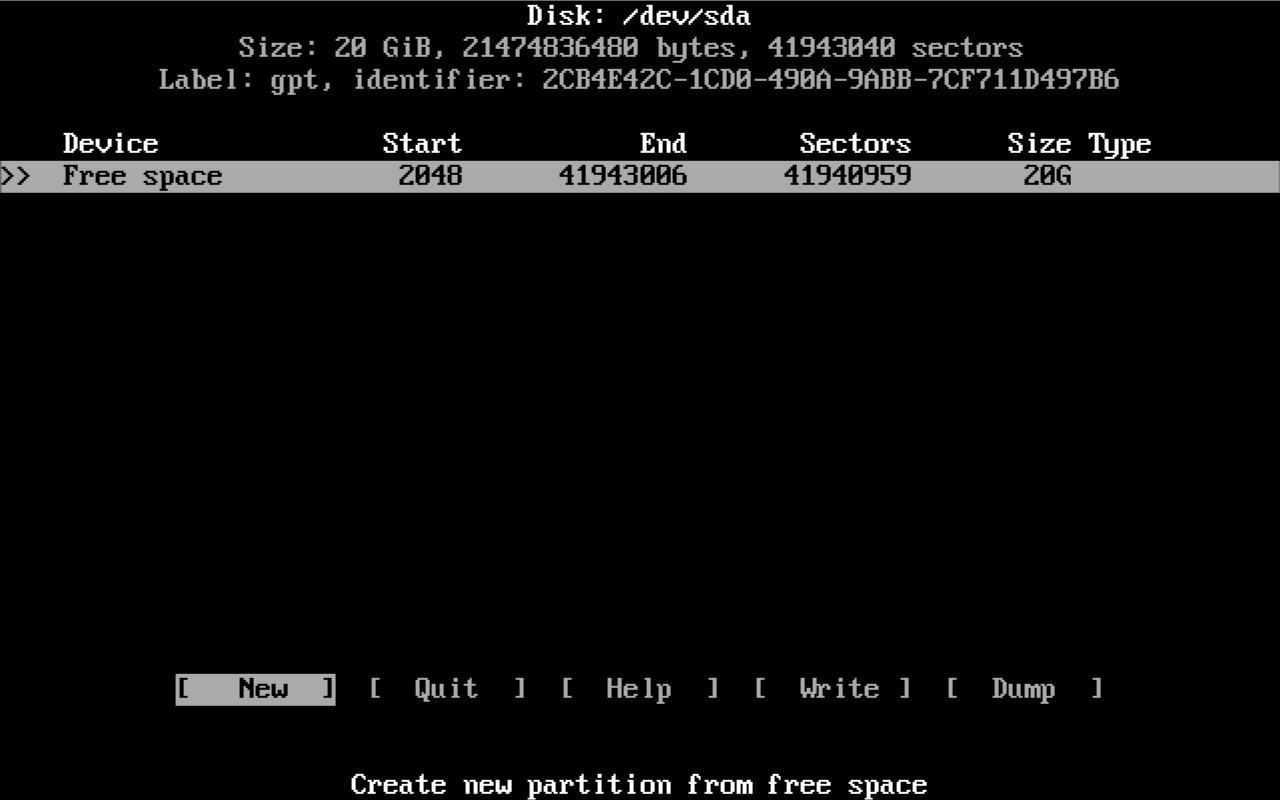 Disk: /dev/sda
Size: 20 GiB, 21474836480 bytes, 41943040 sectors
Label: gpt, identifier: 2CB4E42C-1CD0-490A-9ABB-7CF711D497B6
Device Start End Sectors Size Type
>> Free space 2048 41943006 41940959 20G
[ New ] [ Quit ] [ Help ] [ Write ] [ Dump ]
Create new partition from free space